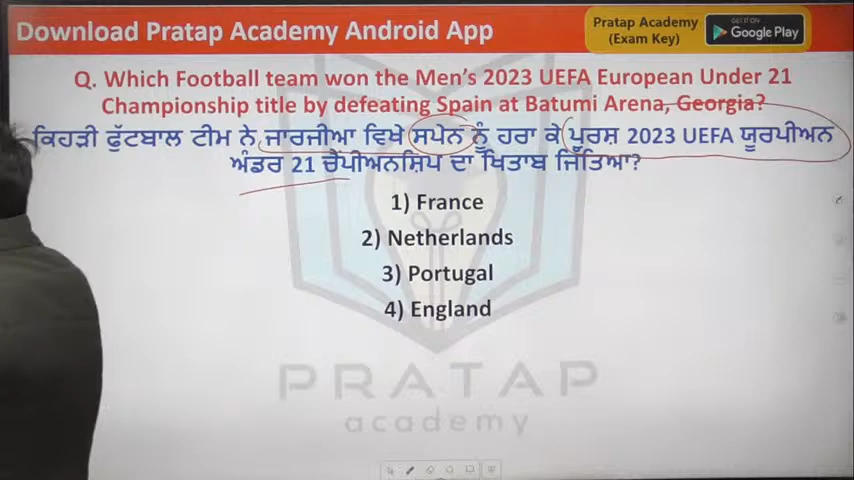 Download Pratap Academy Android App
Pratap Academy
(Exam Key)
GET IT ON
Google Play
Q. Which Football team won the Men's 2023 UEFA European Under 21
Championship title by defeating Spain at Batumi Arena, Georgia?
ਕਿਹੜੀ ਫੁੱਟਬਾਲ ਟੀਮ ਨੇ ਜਾਰਜੀਆ ਵਿਖੇ ਸਪੇਨ ਨੂੰ ਹਰਾ ਕੇ ਪੁਰਸ਼ 2023 UEFA ਯੂਰਪੀਅਨ
ਅੰਡਰ 21 ਚੈਂਪੀਅਨਸ਼ਿਪ ਦਾ ਖਿਤਾਬ ਜਿੱਤਿਆ?
1) France
2) Netherlands
3) Portugal
4) England
PRATAP
academy